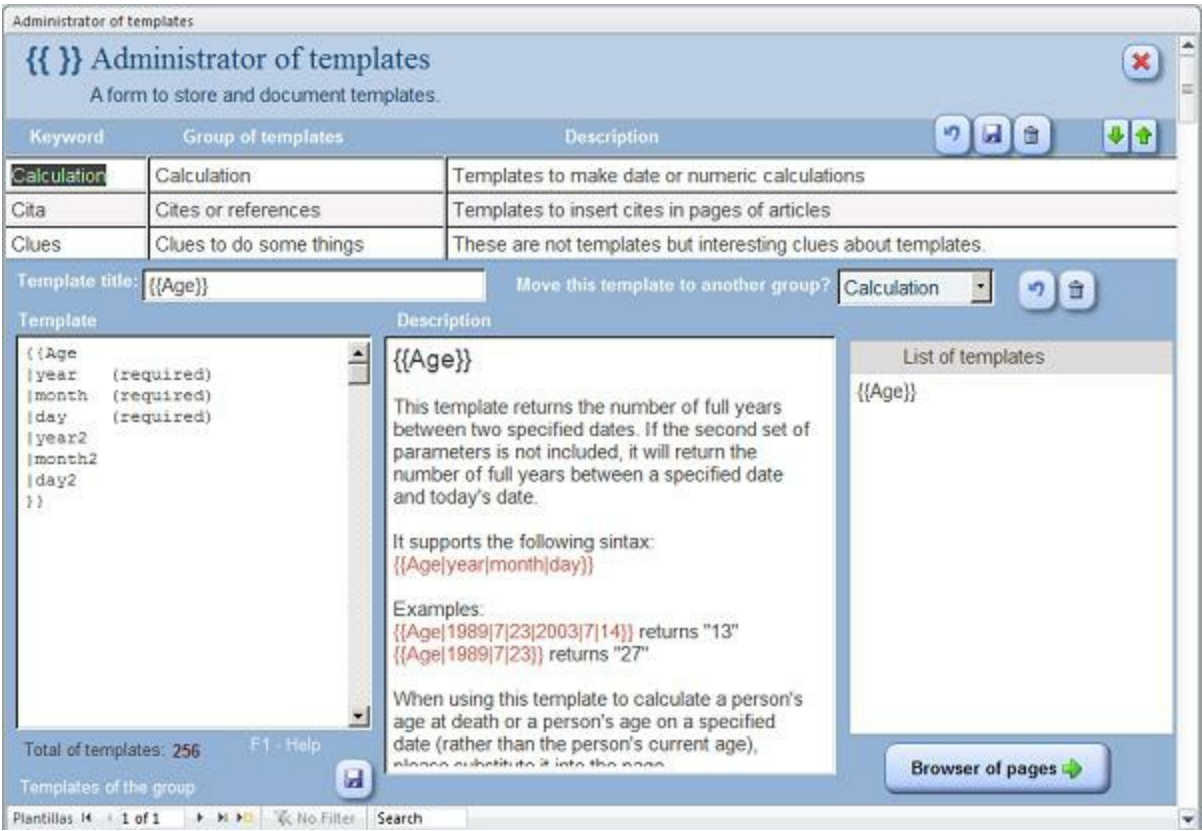 Administrator of templates
{{ }} Administrator of templates
A form to store and document templates.
Keyword Group of templates Description
Calculation Calculation Templates to make date or numeric calculations
Cita Cites or references Templates to insert cites in pages of articles
Clues Clues to do some things These are not templates but interesting clues about templates.
Template title: {{Age}} Move this template to another group? Calculation
Template
{{Age
|year (required)
|month (required)
|day (required)
|year2
|month2
|day2
}}
Description
{{Age}}
This template returns the number of full years
between two specified dates. If the second set of
parameters is not included, it will return the
number of full years between a specified date
and today's date.
It supports the following sintax:
{{Age|year|month|day}}
Examples:
{{Age|1989|7|23|2003|7|14}} returns "13"
{{Age|1989|7|23}} returns "27"
When using this template to calculate a person's
age at death or a person's age on a specified
date (rather than the person's current age),
please substitute it into the page
List of templates
{{Age}}
Total of templates: 256 F1 - Help
Browser of pages
Templates of the group
Plantillas 1 of 1 No Filter Search